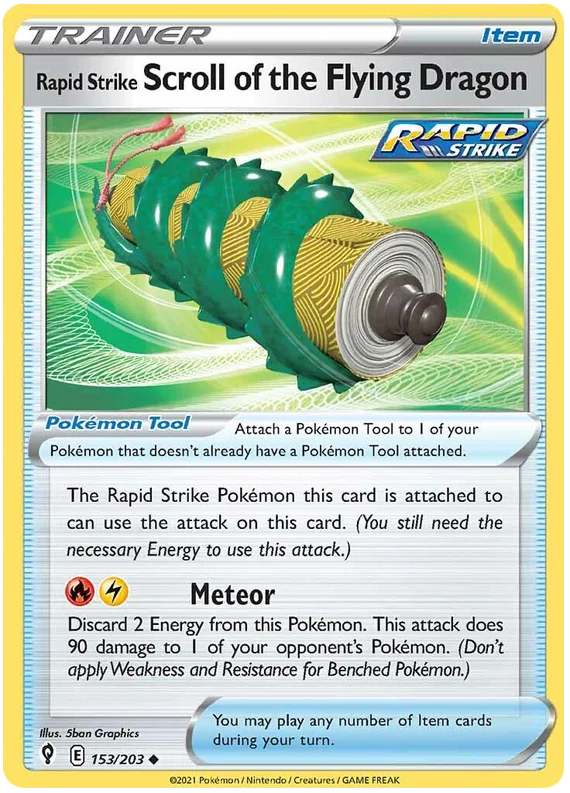 TRAINER Item
Rapid Strike Scroll of the Flying Dragon
RAPID
STRIKE
Pokémon Tool Attach a Pokémon Tool to 1 of your
Pokémon that doesn't already have a Pokémon Tool attached.
The Rapid Strike Pokémon this card is attached to
can use the attack on this card. (You still need the
necessary Energy to use this attack.)
Meteor
Discard 2 Energy from this Pokémon. This attack does
90 damage to 1 of your opponent's Pokémon. (Don't
apply Weakness and Resistance for Benched Pokémon.)
You may play any number of Item cards
during your turn.
Illus. 5ban Graphics
E 153/203
©2021 Pokémon / Nintendo / Creatures / GAME FREAK